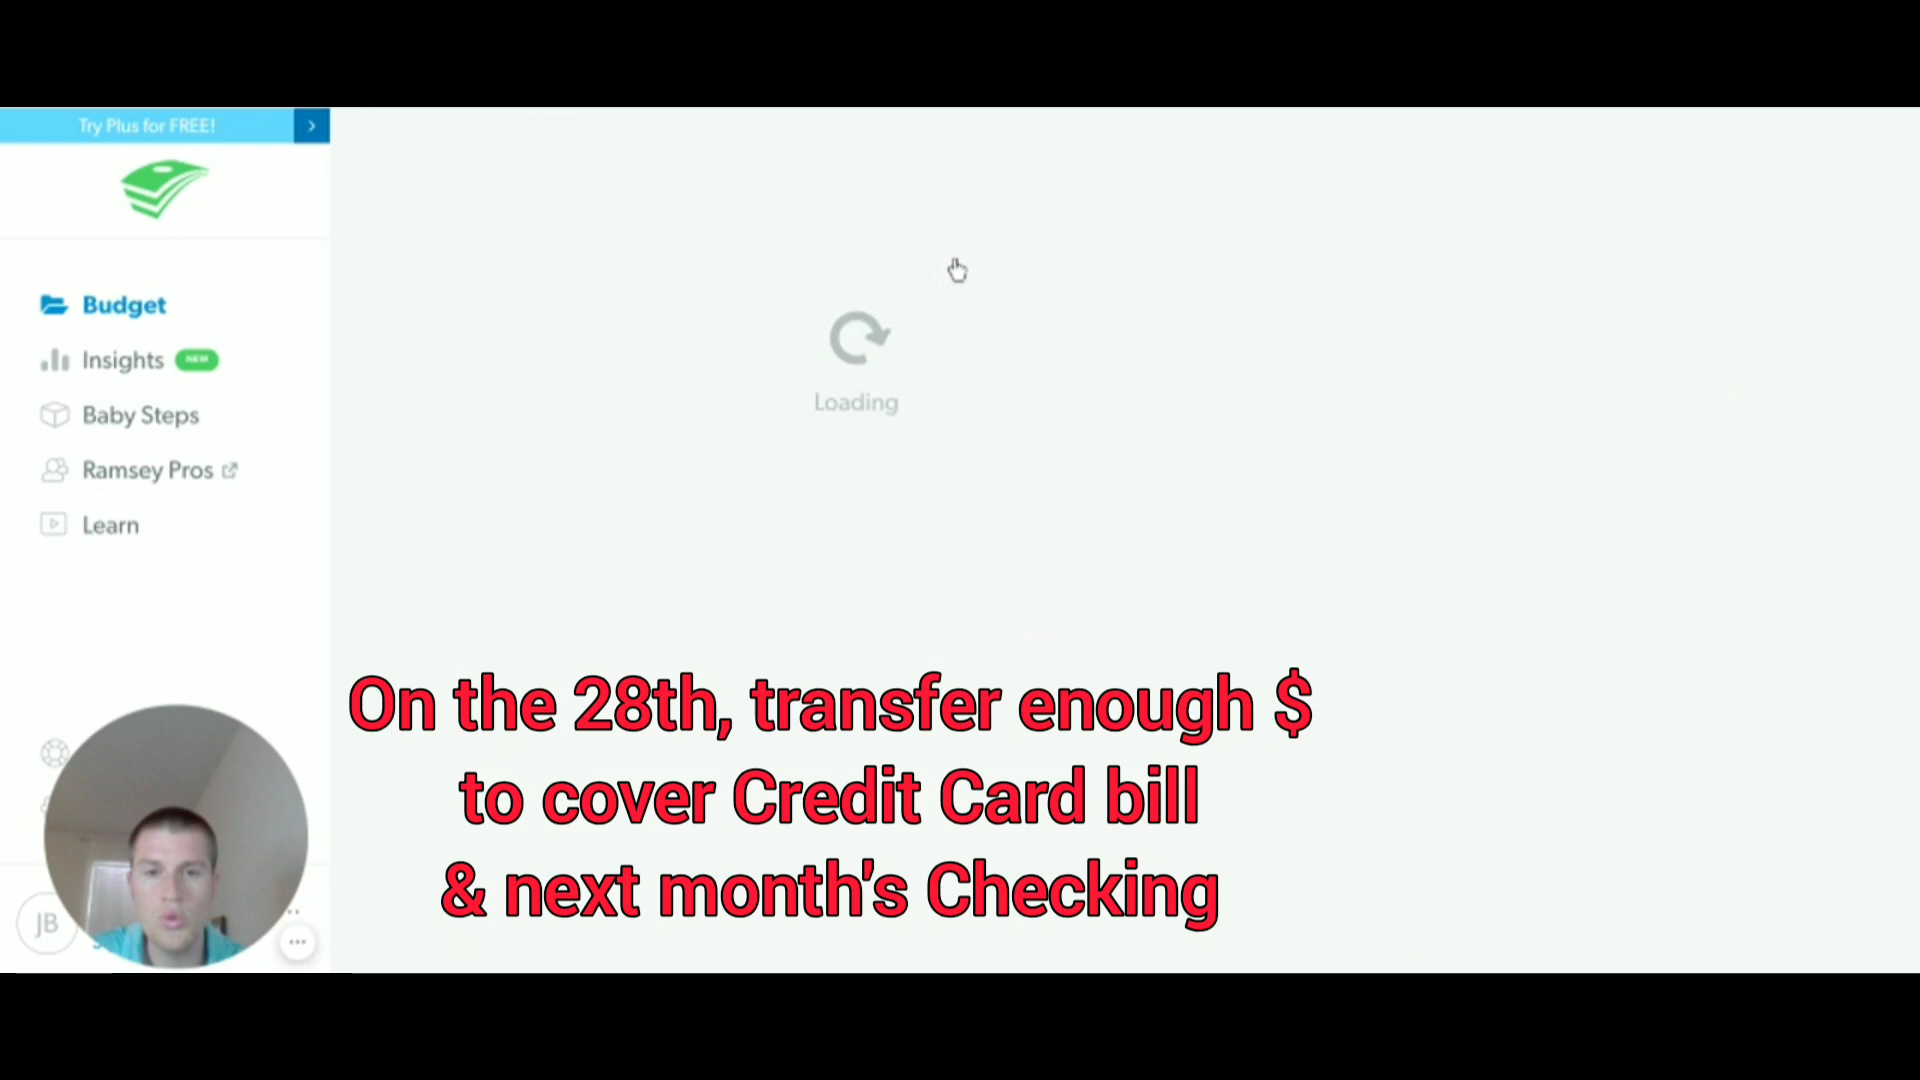 Try Plus for FREE!
Budget
Insights NEW
Baby Steps
Ramsey Pros
Learn
Loading
On the 28th, transfer enough $
to cover Credit Card bill
& next month's Checking
JB